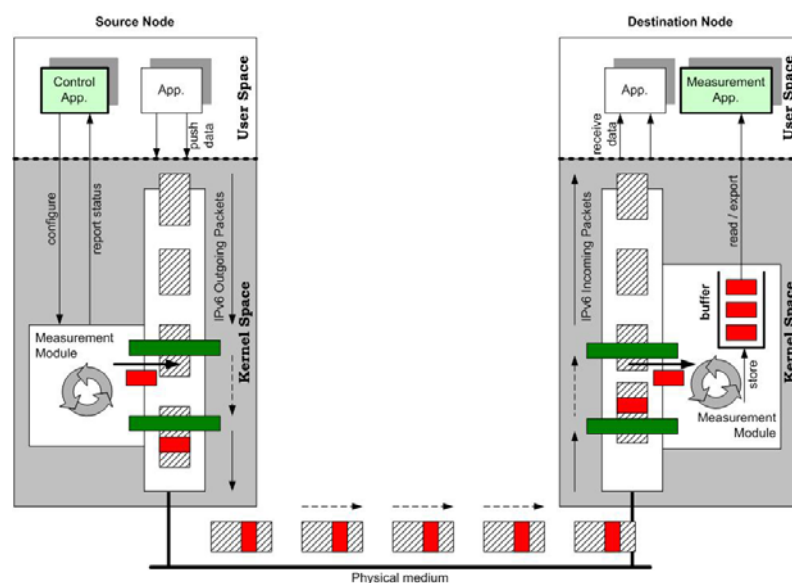 Source Node
Control
App.
App.
push
data
User Space
configure
report status
IPv6 Outgoing Packets
Measurement
Module
Kernel Space
Destination Node
App.
Measurement
App.
receive
data
User Space
read / export
IPv6 Incoming Packets
buffer
store
Measurement
Module
Kernel Space
Physical medium